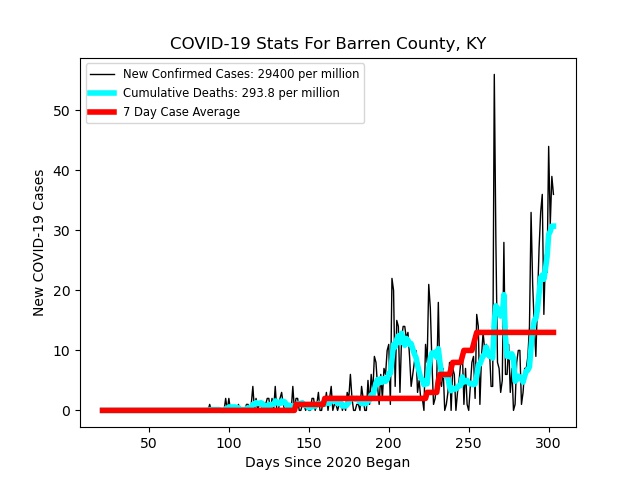 COVID-19 Stats For Barren County, KY
New Confirmed Cases: 29400 per million
Cumulative Deaths: 293.8 per million
7 Day Case Average
New COVID-19 Cases
50
40
30
20
10
0
50 100 150 200 250 300
Days Since 2020 Began